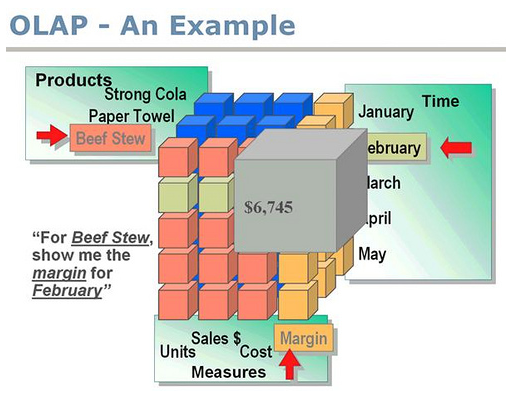 OLAP - An Example
Products
Strong Cola
Paper Towel
Beef Stew
Time
January
ebruary
arch
pril
May
$6,745
“For Beef Stew,
show me the
margin for
February”
Sales $
Margin
Units
Cost
Measures